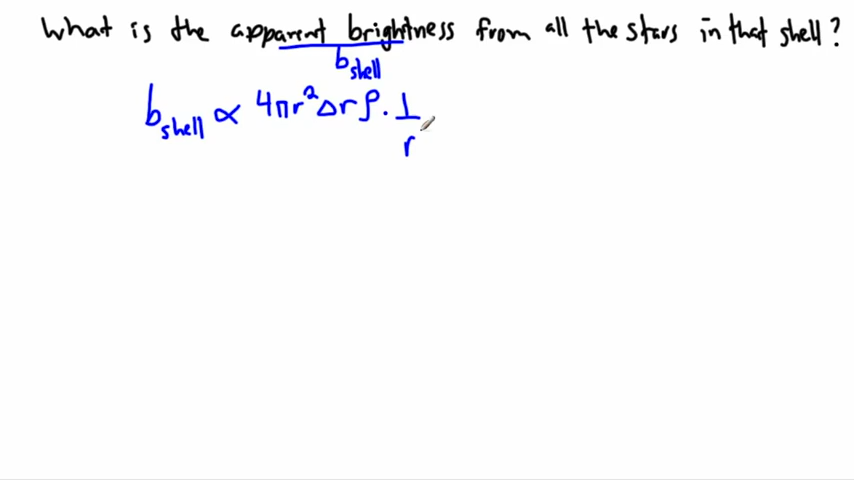 What is the apparent brightness from all the stars in that shell?
b_shell
b_shell ∝ 4πr²Δrρ · 1/r